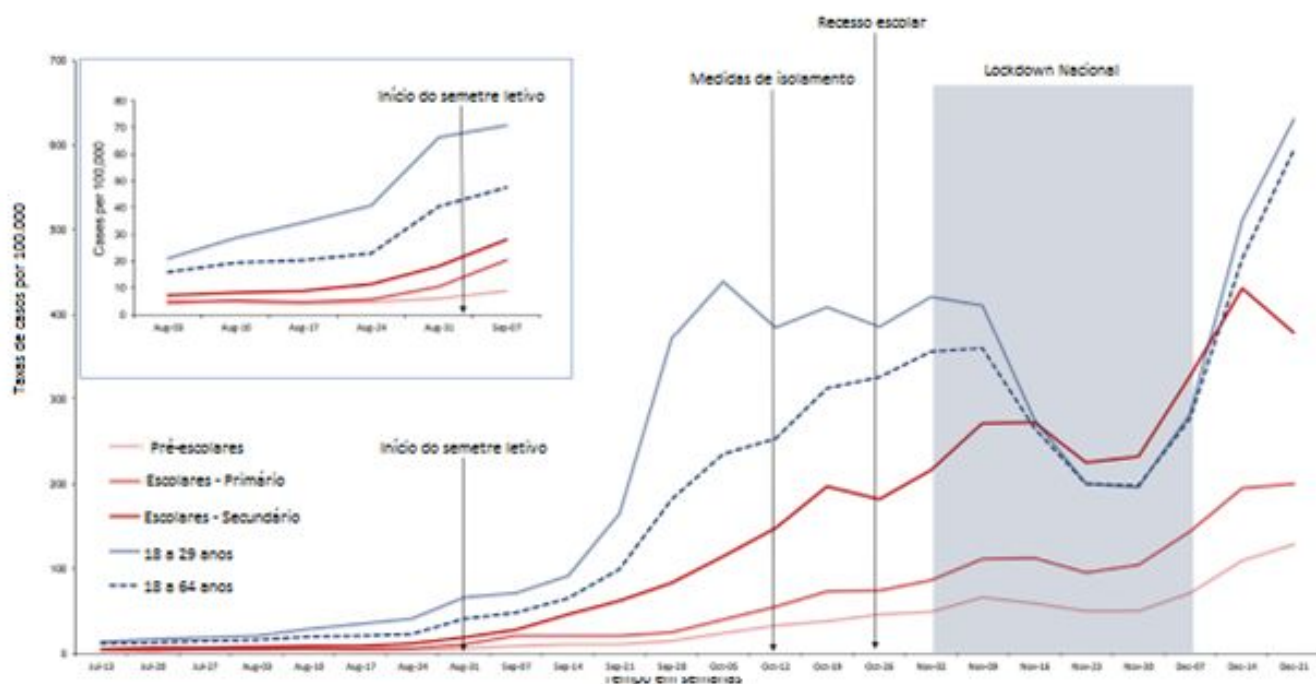 Recesso escolar
Medidas de isolamento
Lockdown Nacional
Taxas de casos por 100.000
700
600
500
400
300
200
100
0
Início do semetre letivo
Cases per 100,000
80
70
60
50
40
30
20
10
0
Aug-03 Aug-10 Aug-17 Aug-24 Aug-31 Sep-07
Início do semetre letivo
Pré-escolares
Escolares - Primário
Escolares - Secundário
18 a 29 anos
18 a 64 anos
Jul-13 Jul-20 Jul-27 Aug-03 Aug-10 Aug-17 Aug-24 Aug-31 Sep-07 Sep-14 Sep-21 Sep-28 Oct-05 Oct-12 Oct-19 Oct-26 Nov-02 Nov-09 Nov-16 Nov-23 Nov-30 Dec-07 Dec-14 Dec-21
Tempo em semanas